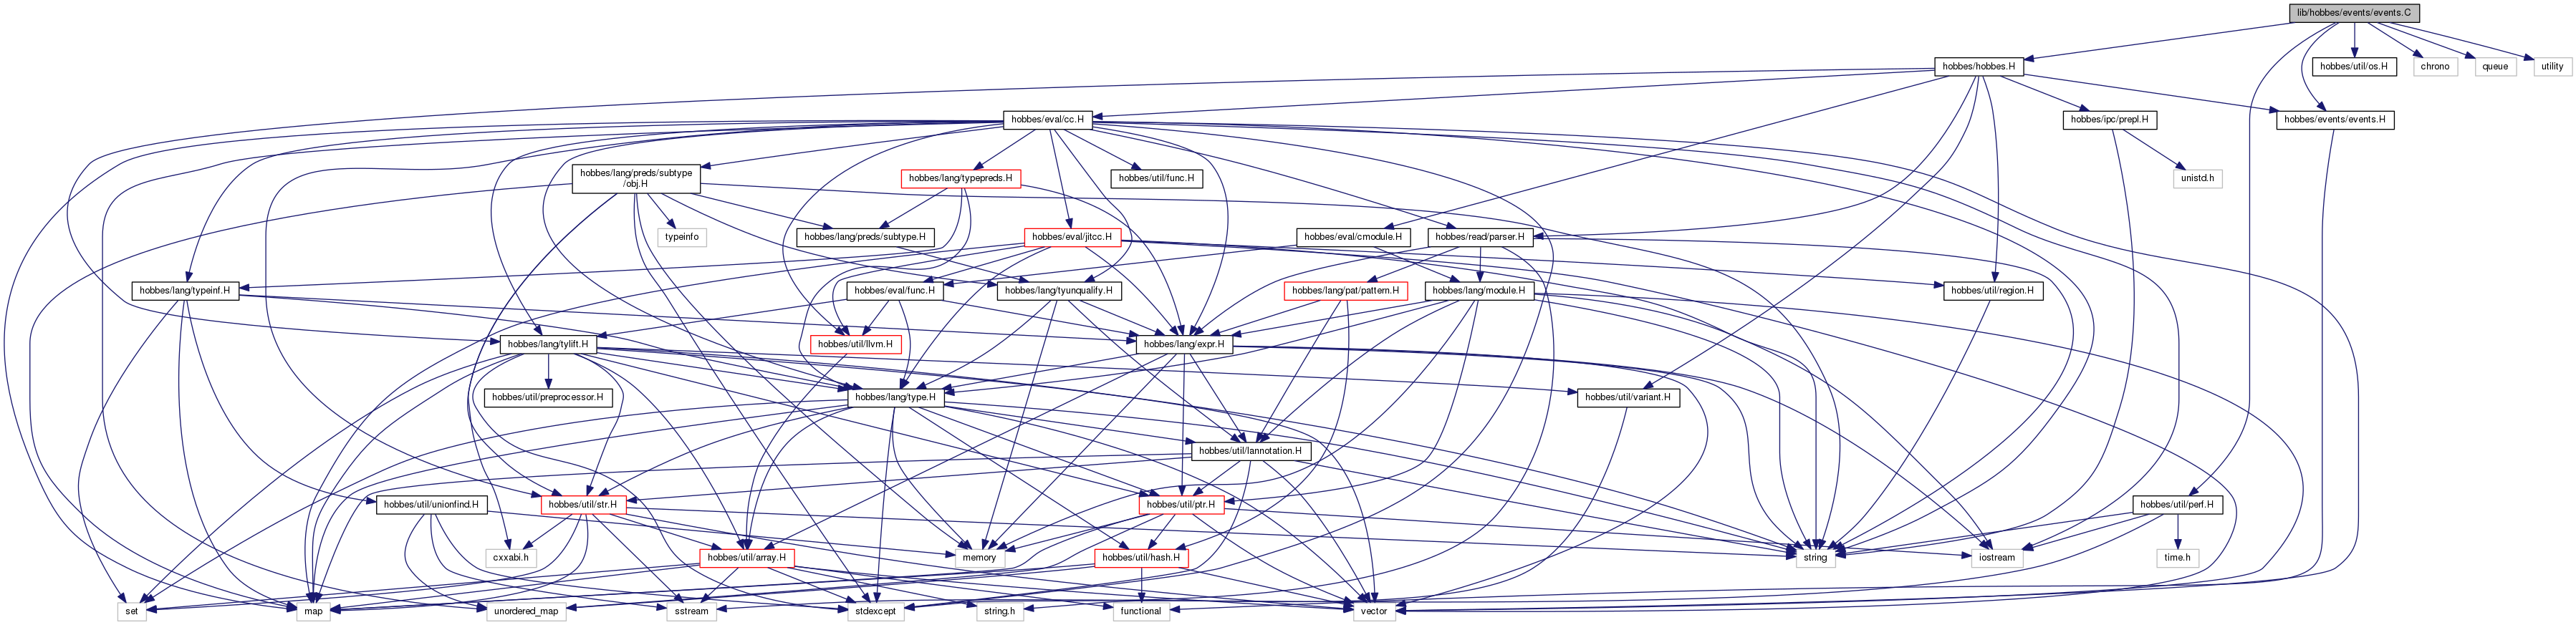 lib/hobbes/events/events.C
hobbes/hobbes.H
hobbes/util/os.H
chrono
queue
utility
hobbes/eval/cc.H
hobbes/ipc/prepl.H
hobbes/events/events.H
hobbes/lang/preds/subtype
/obj.H
hobbes/lang/typepreds.H
hobbes/util/func.H
unistd.h
typeinfo
hobbes/lang/preds/subtype.H
hobbes/eval/jitcc.H
hobbes/eval/cmodule.H
hobbes/read/parser.H
hobbes/lang/typeinf.H
hobbes/eval/func.H
hobbes/lang/tyunqualify.H
hobbes/lang/pat/pattern.H
hobbes/lang/module.H
hobbes/util/region.H
hobbes/lang/tylift.H
hobbes/util/llvm.H
hobbes/lang/expr.H
hobbes/util/preprocessor.H
hobbes/lang/type.H
hobbes/util/variant.H
hobbes/util/lannotation.H
hobbes/util/unionfind.H
hobbes/util/str.H
hobbes/util/ptr.H
hobbes/util/perf.H
cxxabi.h
hobbes/util/array.H
memory
hobbes/util/hash.H
string
iostream
time.h
set
map
unordered_map
sstream
stdexcept
string.h
functional
vector